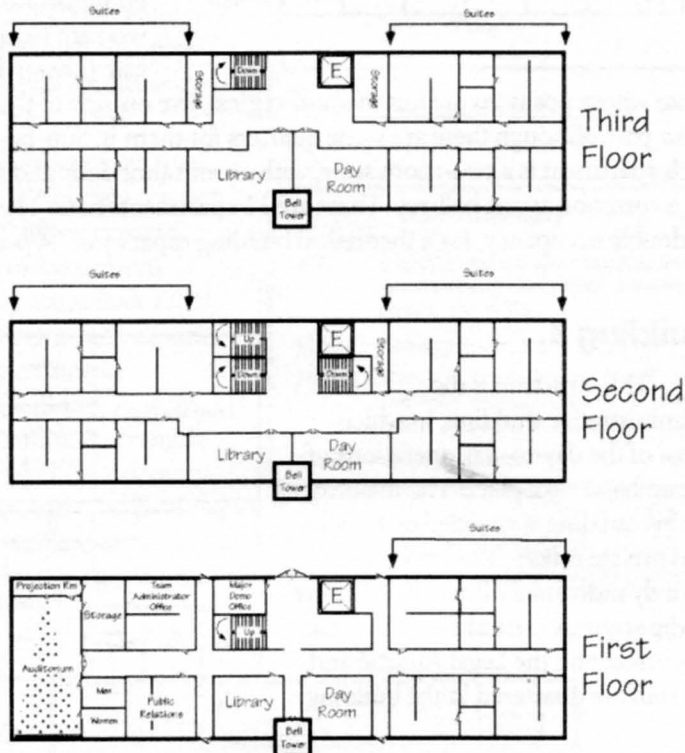 Suites
Suites
Storage
Down
E
Storage
Third
Floor
Library
Day
Room
Bell
Tower
Suites
Suites
Up
E
Down
Down
Storage
Second
Floor
Library
Day
Room
Bell
Tower
Suites
Projection Rm
Storage
Team
Administrator
Office
Major
Domo
Office
E
Up
First
Floor
Auditorium
Men
Women
Public
Relations
Library
Day
Room
Bell
Tower